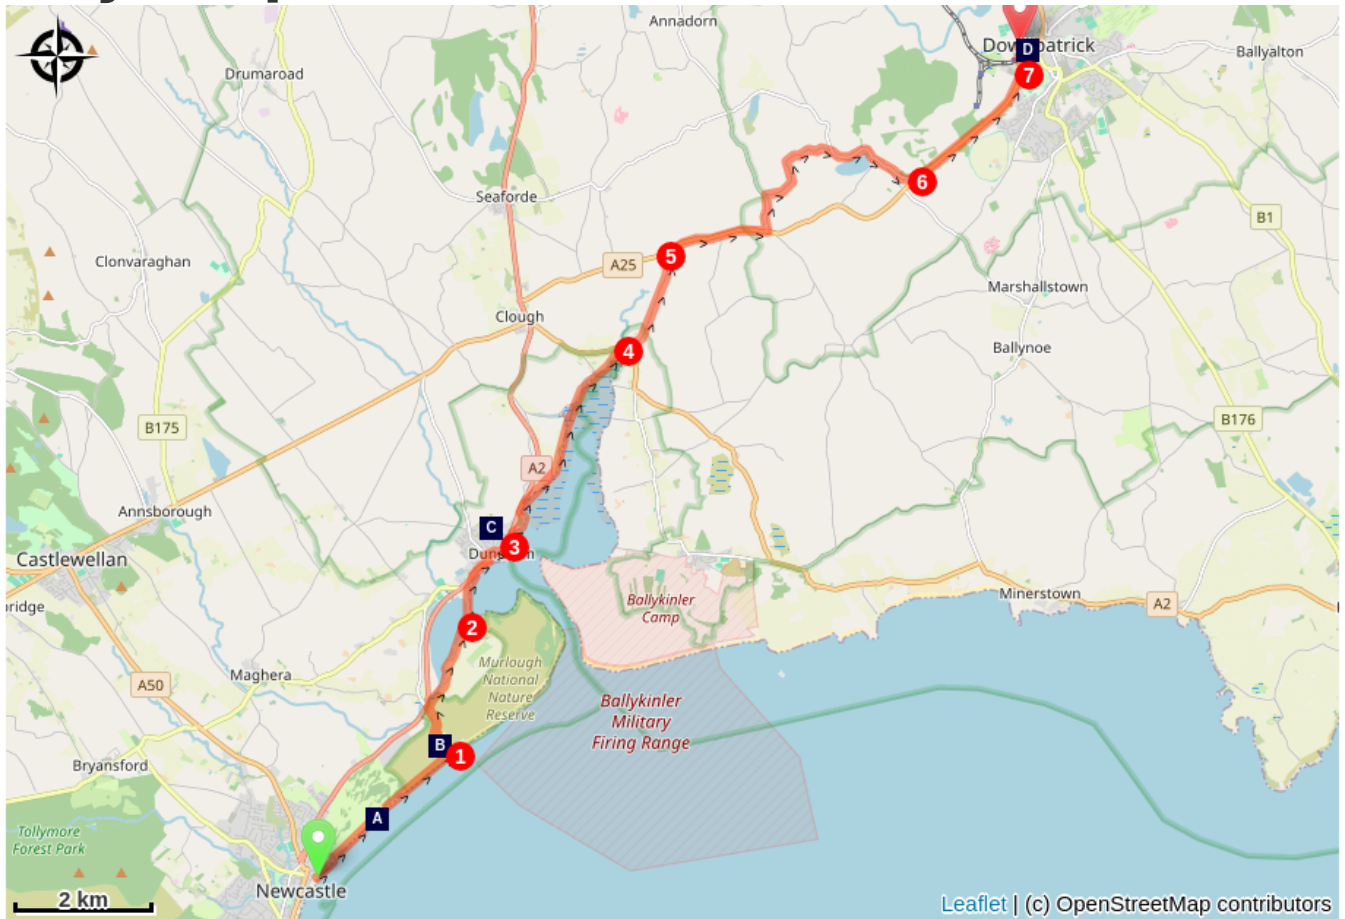 Annadorn
Downpatrick
D
Ballyalton
Drumaroad
7
6
Seaforde
B1
5
A25
Clonvaraghan
Marshallstown
Clough
4
Ballynoe
B175
B176
A2
Annsborough
C
3
Castlewellan
Minerstown
A2
Ballykinler
Camp
2
Maghera
Murlough
National
Nature
Reserve
A50
Ballykinler
Military
Firing Range
B
1
Bryansford
A
Tollymore
Forest Park
Newcastle
2 km
Leaflet | (c) OpenStreetMap contributors